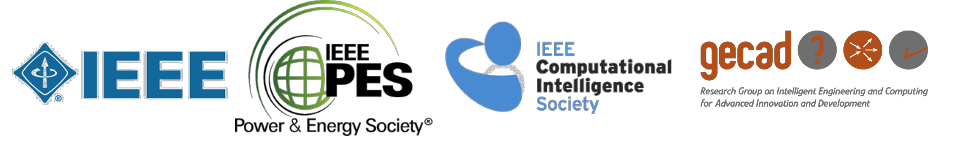 IEEE
®
IEEE
PES
Power & Energy Society®
IEEE
Computational
Intelligence
Society
gecad ?
Research Group on Intelligent Engineering and Computing
for Advanced Innovation and Development